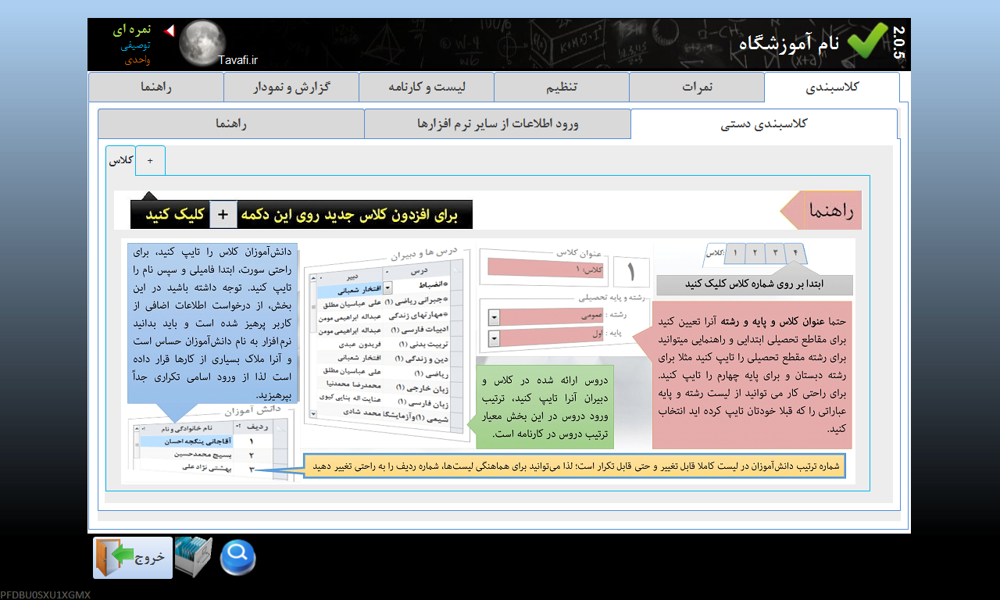 2.0.5
نام آموزشگاه
Tavafi.ir
ثمره ای
توصیفی
واحدی
کلاسبندی
ثمرات
تنظیم
لیست و کارنامه
گزارش و نمودار
راهنما
کلاسبندی دستی
ورود اطلاعات از سایر نرم افزارها
راهنما
کلاس
+
راهنما
برای افزدون کلاس جدید روی این دکمه + کلیک کنید
کلاس: ۱ ۲ ۳ ۴
ابتدا بر روی شماره کلاس کلیک کنید
حتما عنوان کلاس و پایه و رشته آنرا تعیین کنید
برای مقاطع تحصیلی ابتدایی و راهنمایی میتوانید
برای رشته مقطع تحصیلی را تایپ کنید مثلا برای
رشته دبستان و برای پایه چهارم را تایپ کنید.
برای راحتی کار می توانید از لیست رشته و پایه
عباراتی را که قبلا خودتان تایپ کرده اید انتخاب
کنید.
۱
عنوان کلاس
کلاس: ۱
رشته و پایه تحصیلی
رشته : عمومی
پایه : اول
دروس ارائه شده در کلاس و
دبیران آنرا تایپ کنید، ترتیب
ورود دروس در این بخش معیار
ترتیب دروس در کارنامه است.
درس ها و دبیران
درس دبیر
*انضباط افتخار شعبانی
*جبرانی ریاضی (۱) علی عباسیان مطلق
*مهارتهای زندگی عبداله ابراهیمی مومن
ادبیات فارسی (۱) عبداله ابراهیمی مومن
تربیت بدنی (۱) فریدون عبدی
دین و زندگی (۱) افتخار شعبانی
ریاضی (۱) علی عباسیان مطلق
زبان خارجی (۱) محمدرضا محمدنیا
زبان فارسی (۱) عنایت اله بنایی کیوی
شیمی (۱)وآزمایشگا محمد شادی
دانش‌آموزان کلاس را تایپ کنید، برای
راحتی سورت، ابتدا فامیلی و سپس نام را
تایپ کنید. توجه داشته باشید در این
بخش، از درخواست اطلاعات اضافی از
کاربر پرهیز شده است و باید بدانید
نرم‌افزار به نام دانش‌آموزان حساس است
و آنرا ملاک بسیاری از کارها قرار داده
است لذا از ورود اسامی تکراری جداً
بپرهیزید.
دانش آموزان
ردیف نام خانوادگی و نام
۱ آقاجانی ینگجه احسان
۲ بسیج محمدحسین
۳ بهشتی نژاد علی
شماره ترتیب دانش‌آموزان در لیست کاملا قابل تغییر و حتی قابل تکرار است؛ لذا می‌توانید برای هماهنگی لیست‌ها، شماره ردیف را به راحتی تغییر دهید
خروج
PFDBU0SXU1XGMX